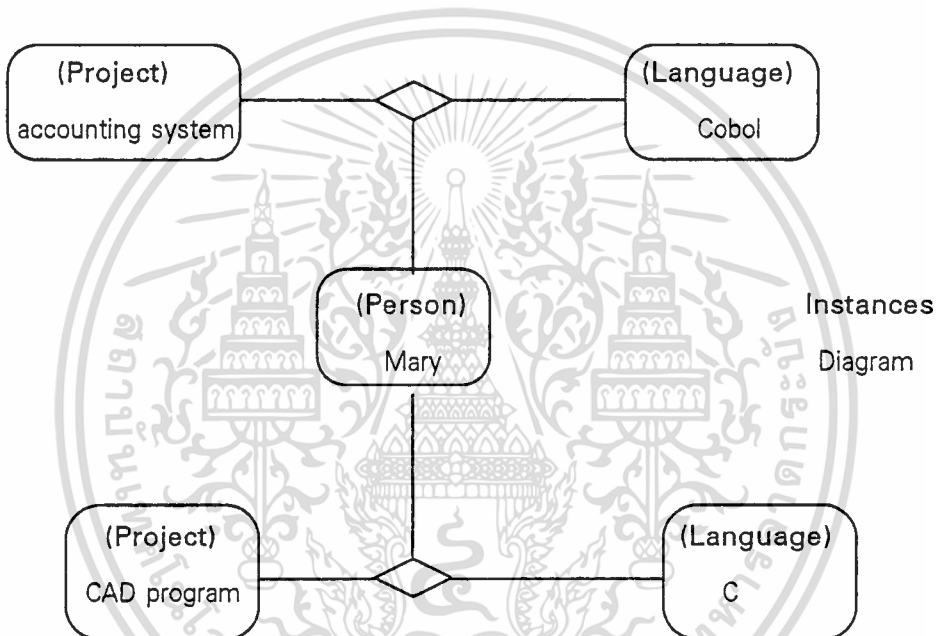 (Project)
accounting system
(Language)
Cobol
(Person)
Mary
Instances
Diagram
(Project)
CAD program
(Language)
C